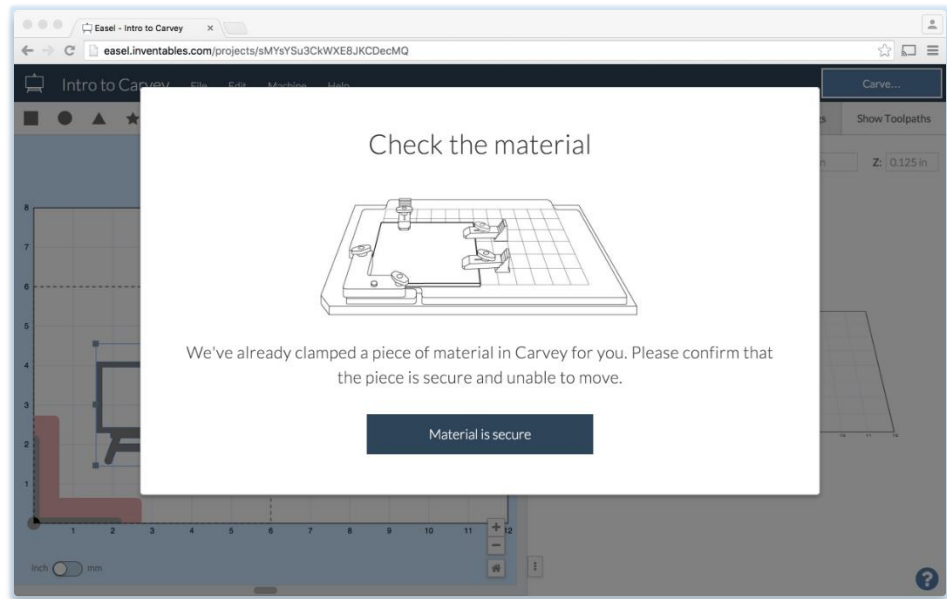 Easel - Intro to Carvey
easel.inventables.com/projects/sMYsYSu3CkWXE8JKCDecMQ
Intro to Carvey File Edit Machine Help
Carve...
Show Toolpaths
Z: 0.125 in
Check the material
We've already clamped a piece of material in Carvey for you. Please confirm that
the piece is secure and unable to move.
Material is secure
8
7
6
5
4
3
2
1
1 2 3 4 5 6 7 8 9 10 11 12
+
−
Inch mm
?